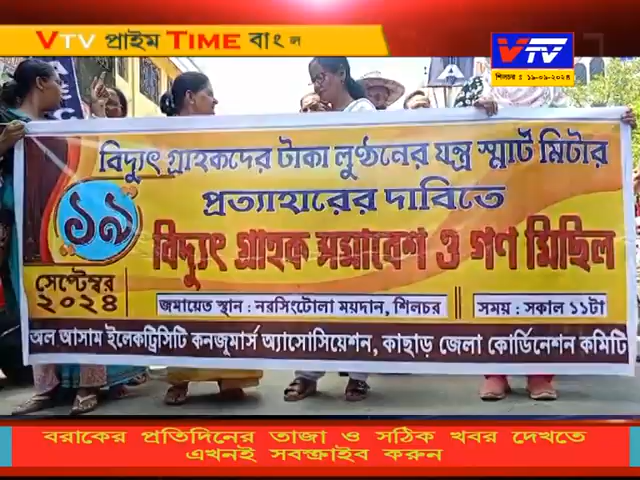 VTV প্রাইম TIME বাংলা
VTV
শিলচর : ১৯-০৯-২০২৪
বিদ্যুৎ গ্রাহকদের টাকা লুণ্ঠনের যন্ত্র স্মার্ট মিটার
প্রত্যাহারের দাবিতে
১৯
সেপ্টেম্বর
২০২৪
বিদ্যুৎ গ্রাহক সমাবেশ ও গণ মিছিল
জমায়েত স্থান : নরসিংটোলা ময়দান, শিলচর
সময় : সকাল ১১টা
অল আসাম ইলেকট্রিসিটি কনজুমার্স অ্যাসোসিয়েশন, কাছাড় জেলা কোর্ডিনেশন কমিটি
বরাকের প্রতিদিনের তাজা ও সঠিক খবর দেখতে
এখনই সবস্ক্রাইব করুন